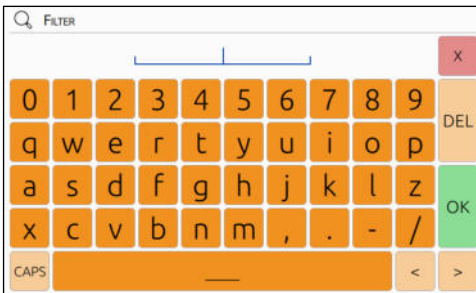 FILTER
X
0 1 2 3 4 5 6 7 8 9
DEL
q w e r t y u i o p
a s d f g h j k l z
OK
x c v b n m , . - /
CAPS < >